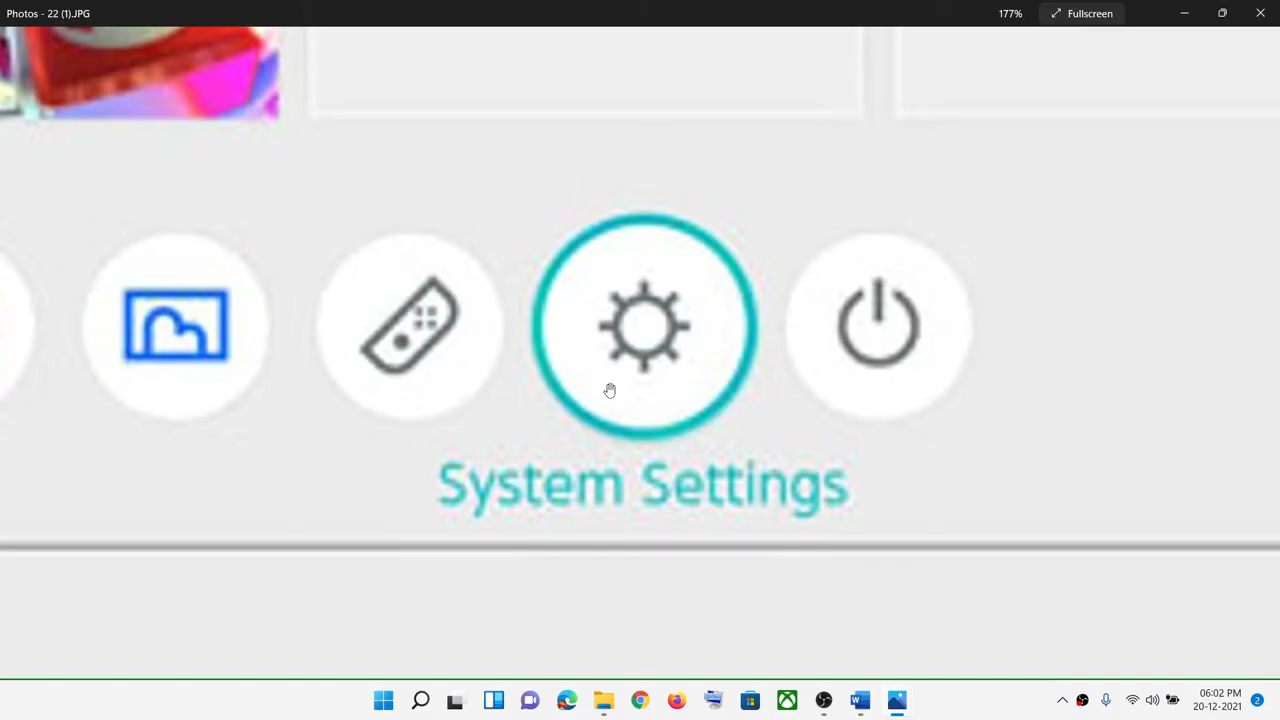 Photos - 22 (1).JPG
177%
Fullscreen
System Settings
06:02 PM
20-12-2021
2